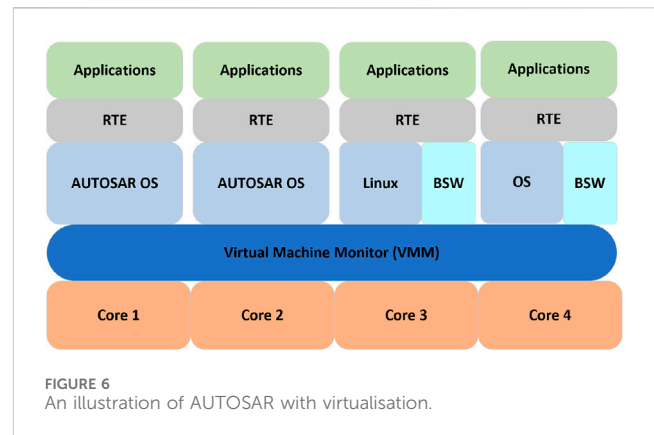 Applications Applications Applications Applications
RTE RTE RTE RTE
AUTOSAR OS AUTOSAR OS Linux BSW OS BSW
Virtual Machine Monitor (VMM)
Core 1 Core 2 Core 3 Core 4
FIGURE 6
An illustration of AUTOSAR with virtualisation.